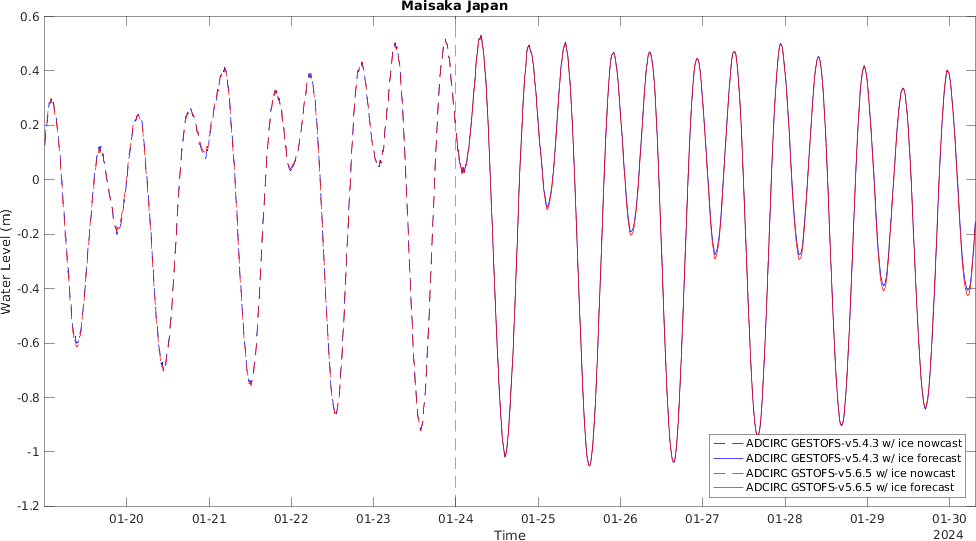 Maisaka Japan
0.6
0.4
0.2
0
-0.2
-0.4
-0.6
-0.8
-1
-1.2
Water Level (m)
ADCIRC GESTOFS-v5.4.3 w/ ice nowcast
ADCIRC GESTOFS-v5.4.3 w/ ice forecast
ADCIRC GSTOFS-v5.6.5 w/ ice nowcast
ADCIRC GSTOFS-v5.6.5 w/ ice forecast
01-20 01-21 01-22 01-23 01-24 01-25 01-26 01-27 01-28 01-29 01-30
2024
Time